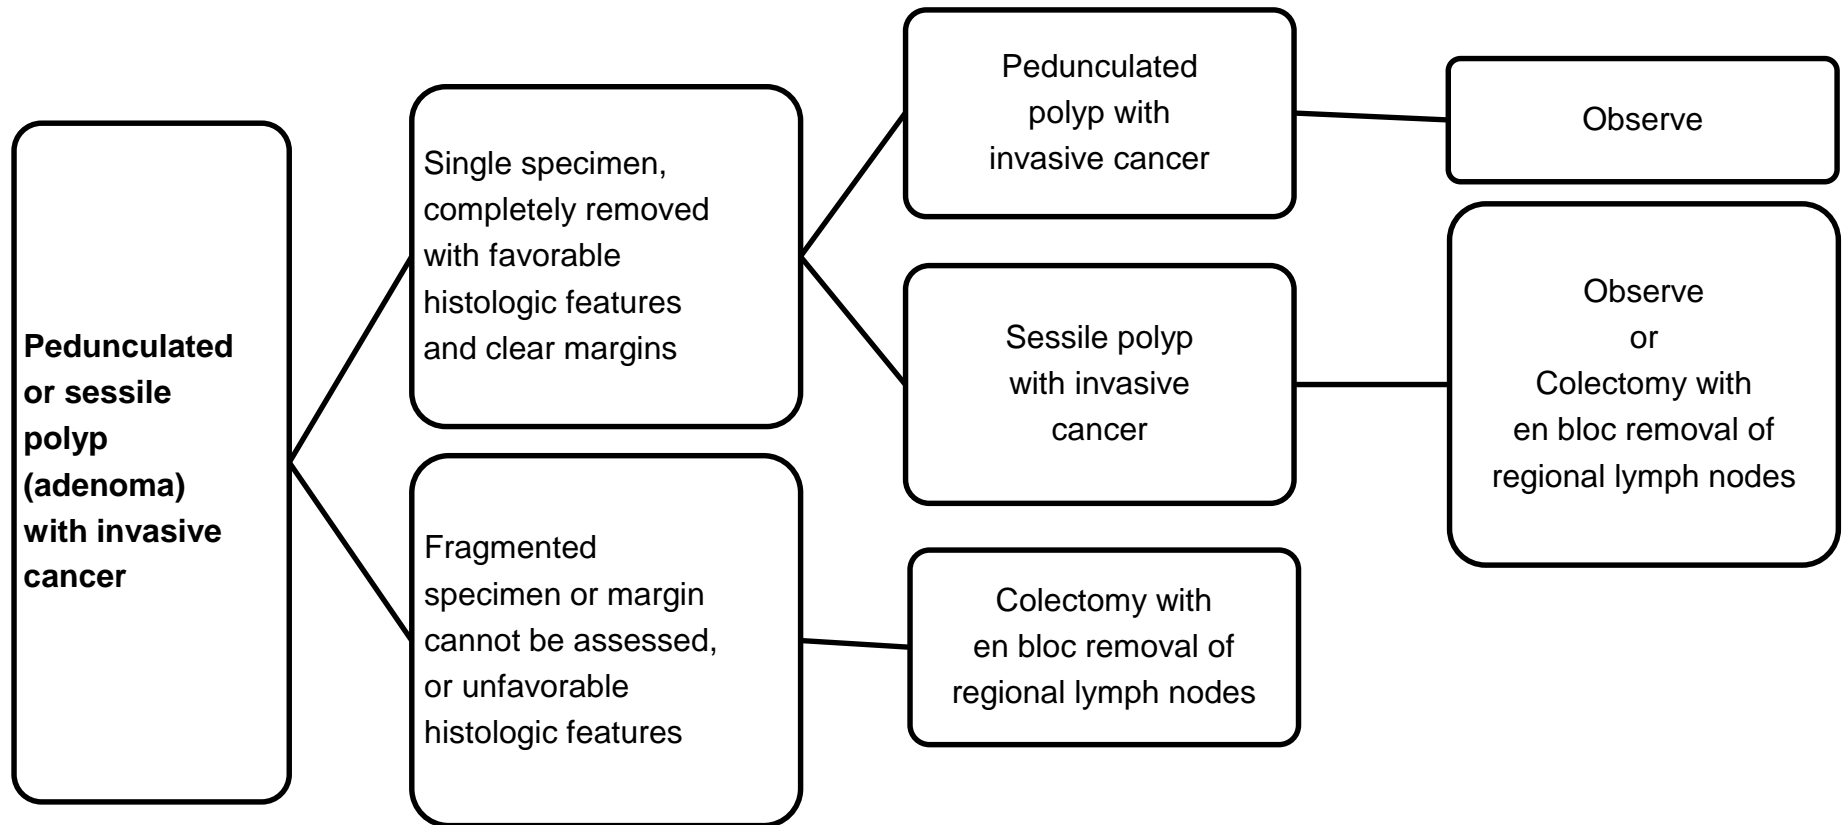 Pedunculated
or sessile
polyp
(adenoma)
with invasive
cancer
Single specimen,
completely removed
with favorable
histologic features
and clear margins
Pedunculated
polyp with
invasive cancer
Observe
Sessile polyp
with invasive
cancer
Observe
or
Colectomy with
en bloc removal of
regional lymph nodes
Fragmented
specimen or margin
cannot be assessed,
or unfavorable
histologic features
Colectomy with
en bloc removal of
regional lymph nodes